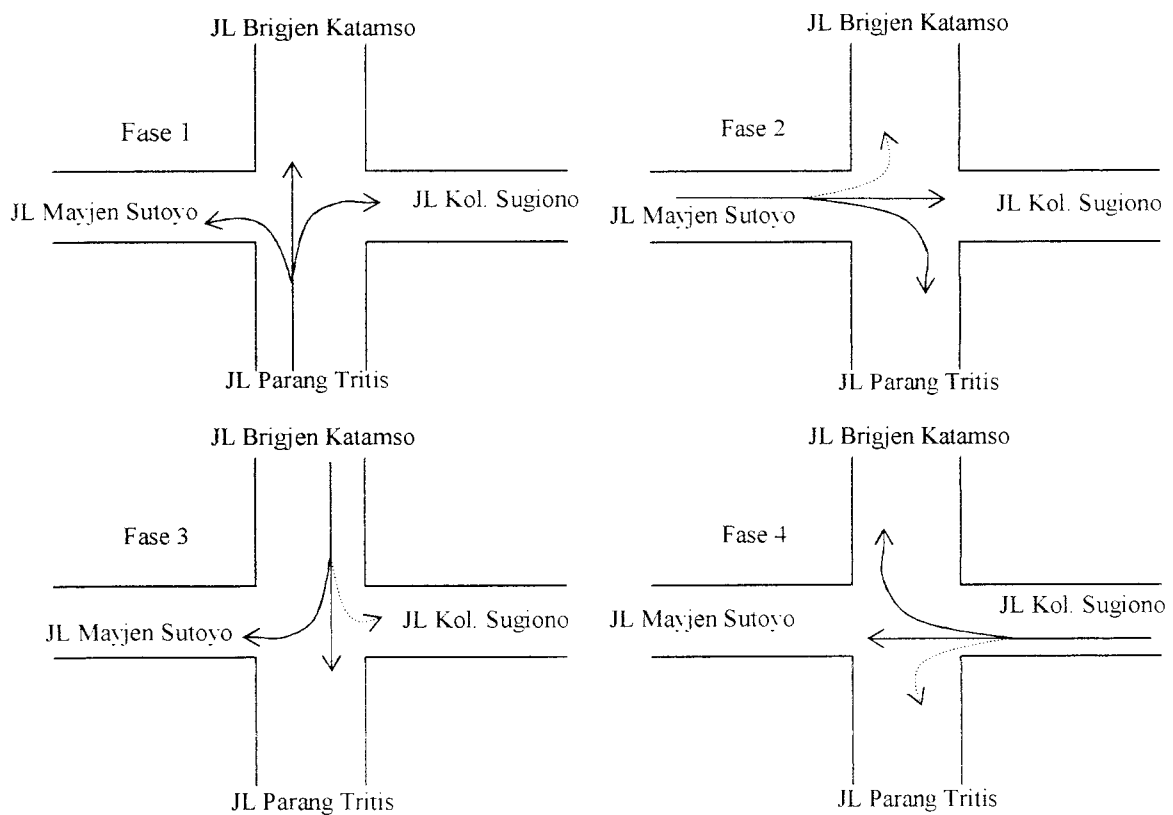 JL Brigjen Katamso
Fase 1
JL Mayjen Sutoyo
JL Kol. Sugiono
JL Parang Tritis
JL Brigjen Katamso
Fase 2
JL Mayjen Sutoyo
JL Kol. Sugiono
JL Parang Tritis
JL Brigjen Katamso
Fase 3
JL Mayjen Sutoyo
JL Kol. Sugiono
JL Parang Tritis
JL Brigjen Katamso
Fase 4
JL Mayjen Sutoyo
JL Kol. Sugiono
JL Parang Tritis